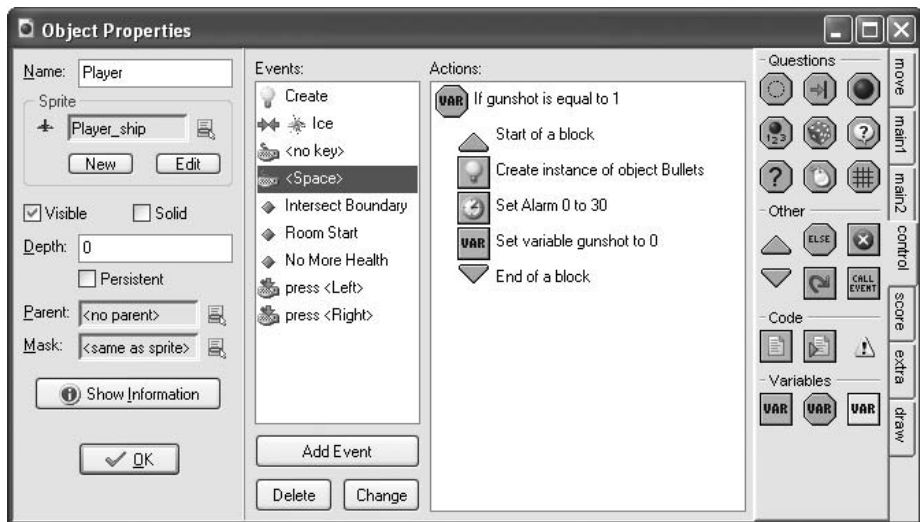 Object Properties
Name: Player
Sprite
Player_ship
New Edit
Visible Solid
Depth: 0
Persistent
Parent: <no parent>
Mask: <same as sprite>
Show Information
OK
Events:
Create
Ice
<no key>
<Space>
Intersect Boundary
Room Start
No More Health
press <Left>
press <Right>
Add Event
Delete Change
Actions:
VAR If gunshot is equal to 1
Start of a block
Create instance of object Bullets
Set Alarm 0 to 30
VAR Set variable gunshot to 0
End of a block
Questions
123 ?
?
Other
ELSE
CALL EVENT
Code
Variables
VAR VAR VAR
move
main1
main2
control
score
extra
draw